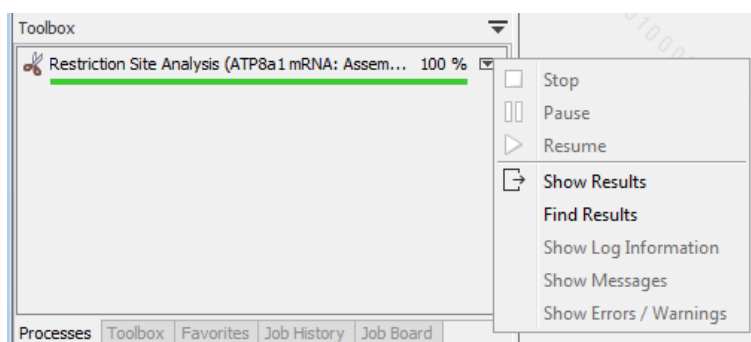 Toolbox
Restriction Site Analysis (ATP8a1 mRNA: Assem... 100 %
Stop
Pause
Resume
Show Results
Find Results
Show Log Information
Show Messages
Show Errors / Warnings
Processes Toolbox Favorites Job History Job Board